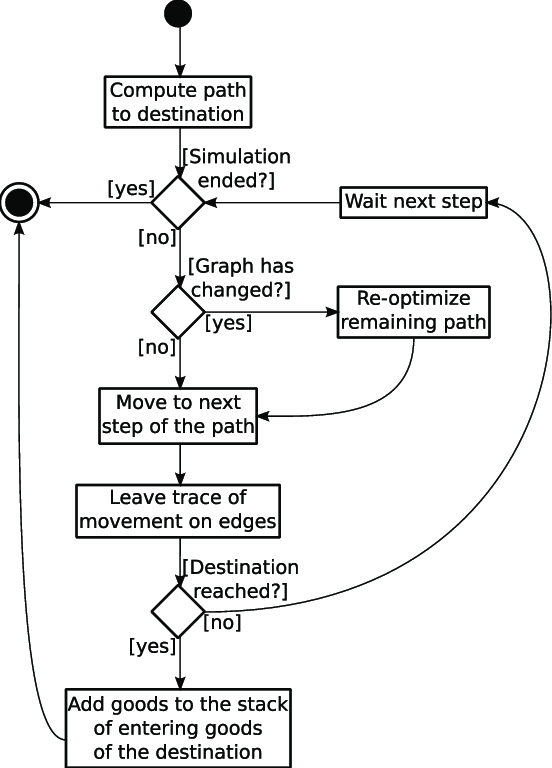 Compute path
to destination
[Simulation
ended?]
[yes]
Wait next step
[no]
[Graph has
changed?]
[yes]
Re-optimize
remaining path
[no]
Move to next
step of the path
Leave trace of
movement on edges
[Destination
reached?]
[no]
[yes]
Add goods to the stack
of entering goods
of the destination